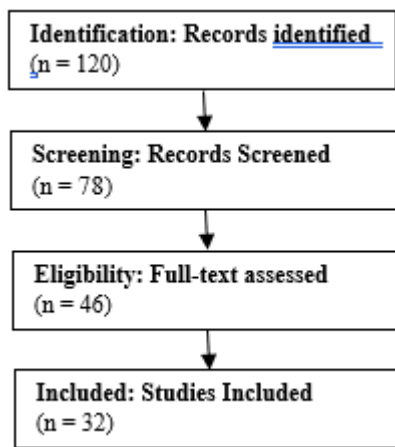 Identification: Records identified
(n = 120)
Screening: Records Screened
(n = 78)
Eligibility: Full-text assessed
(n = 46)
Included: Studies Included
(n = 32)